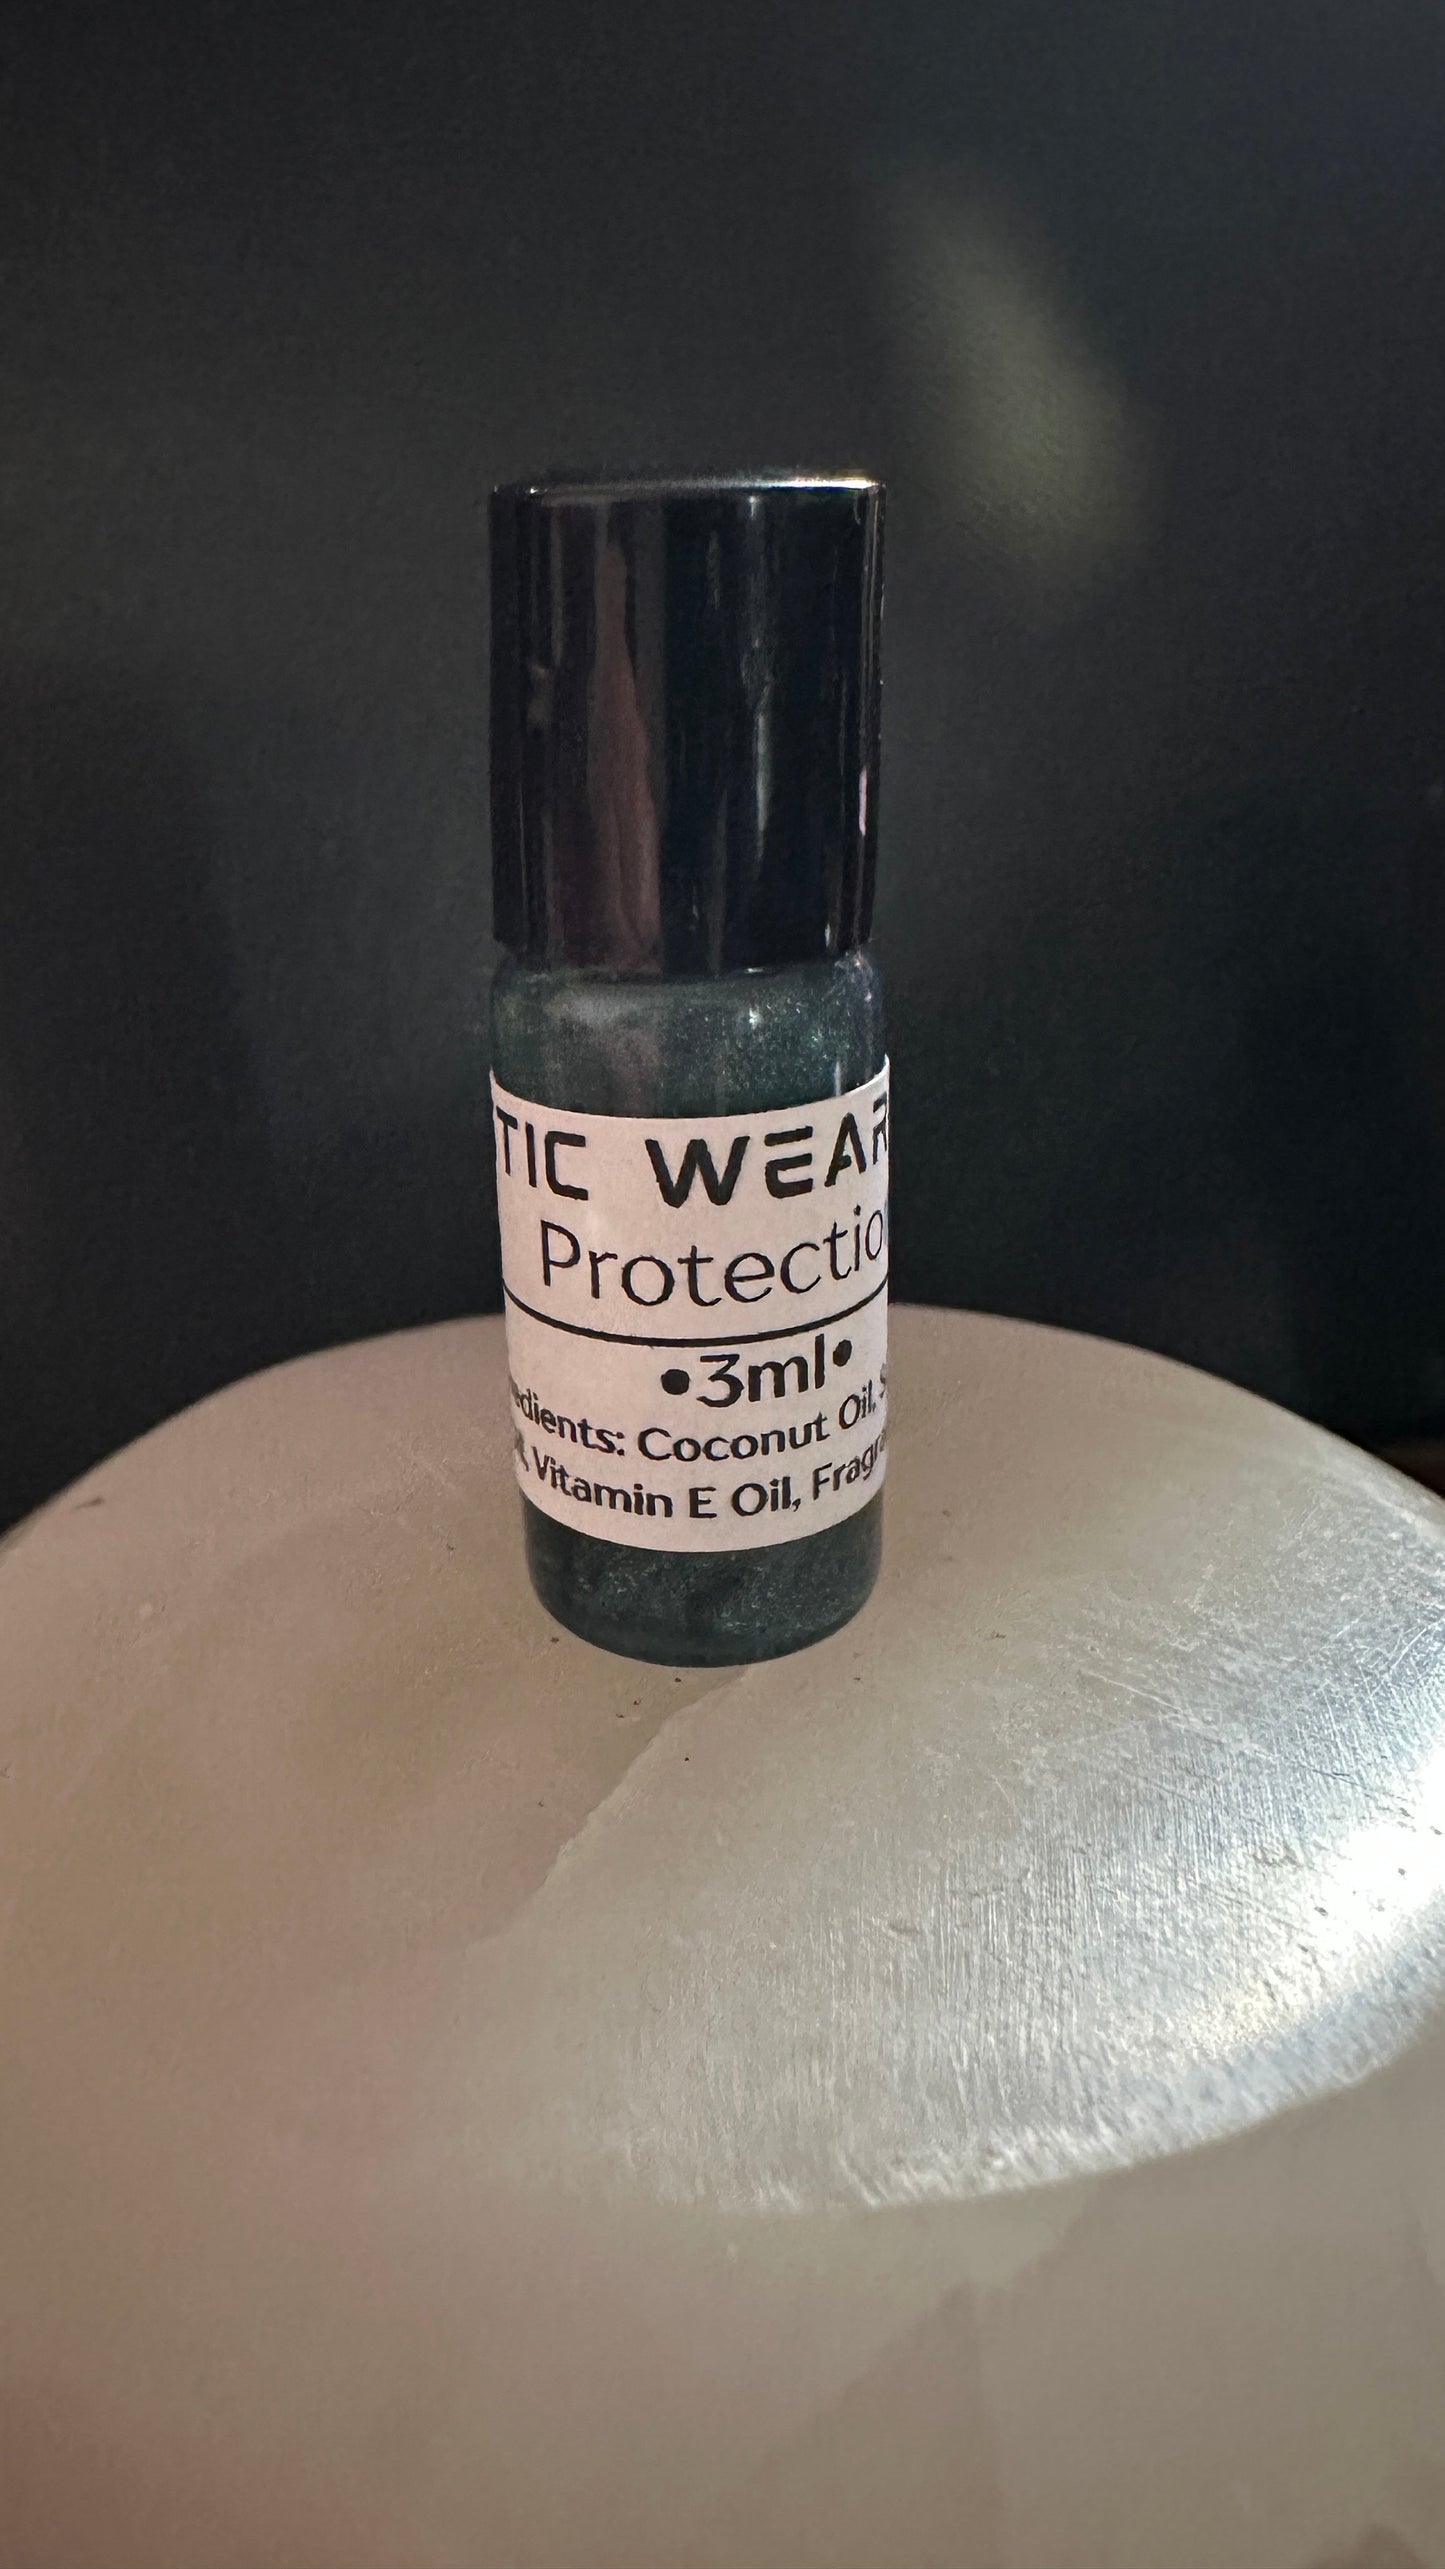 TIC WEAR
Protectio
•3ml•
edients: Coconut Oil,
Vitamin E Oil, Fragr